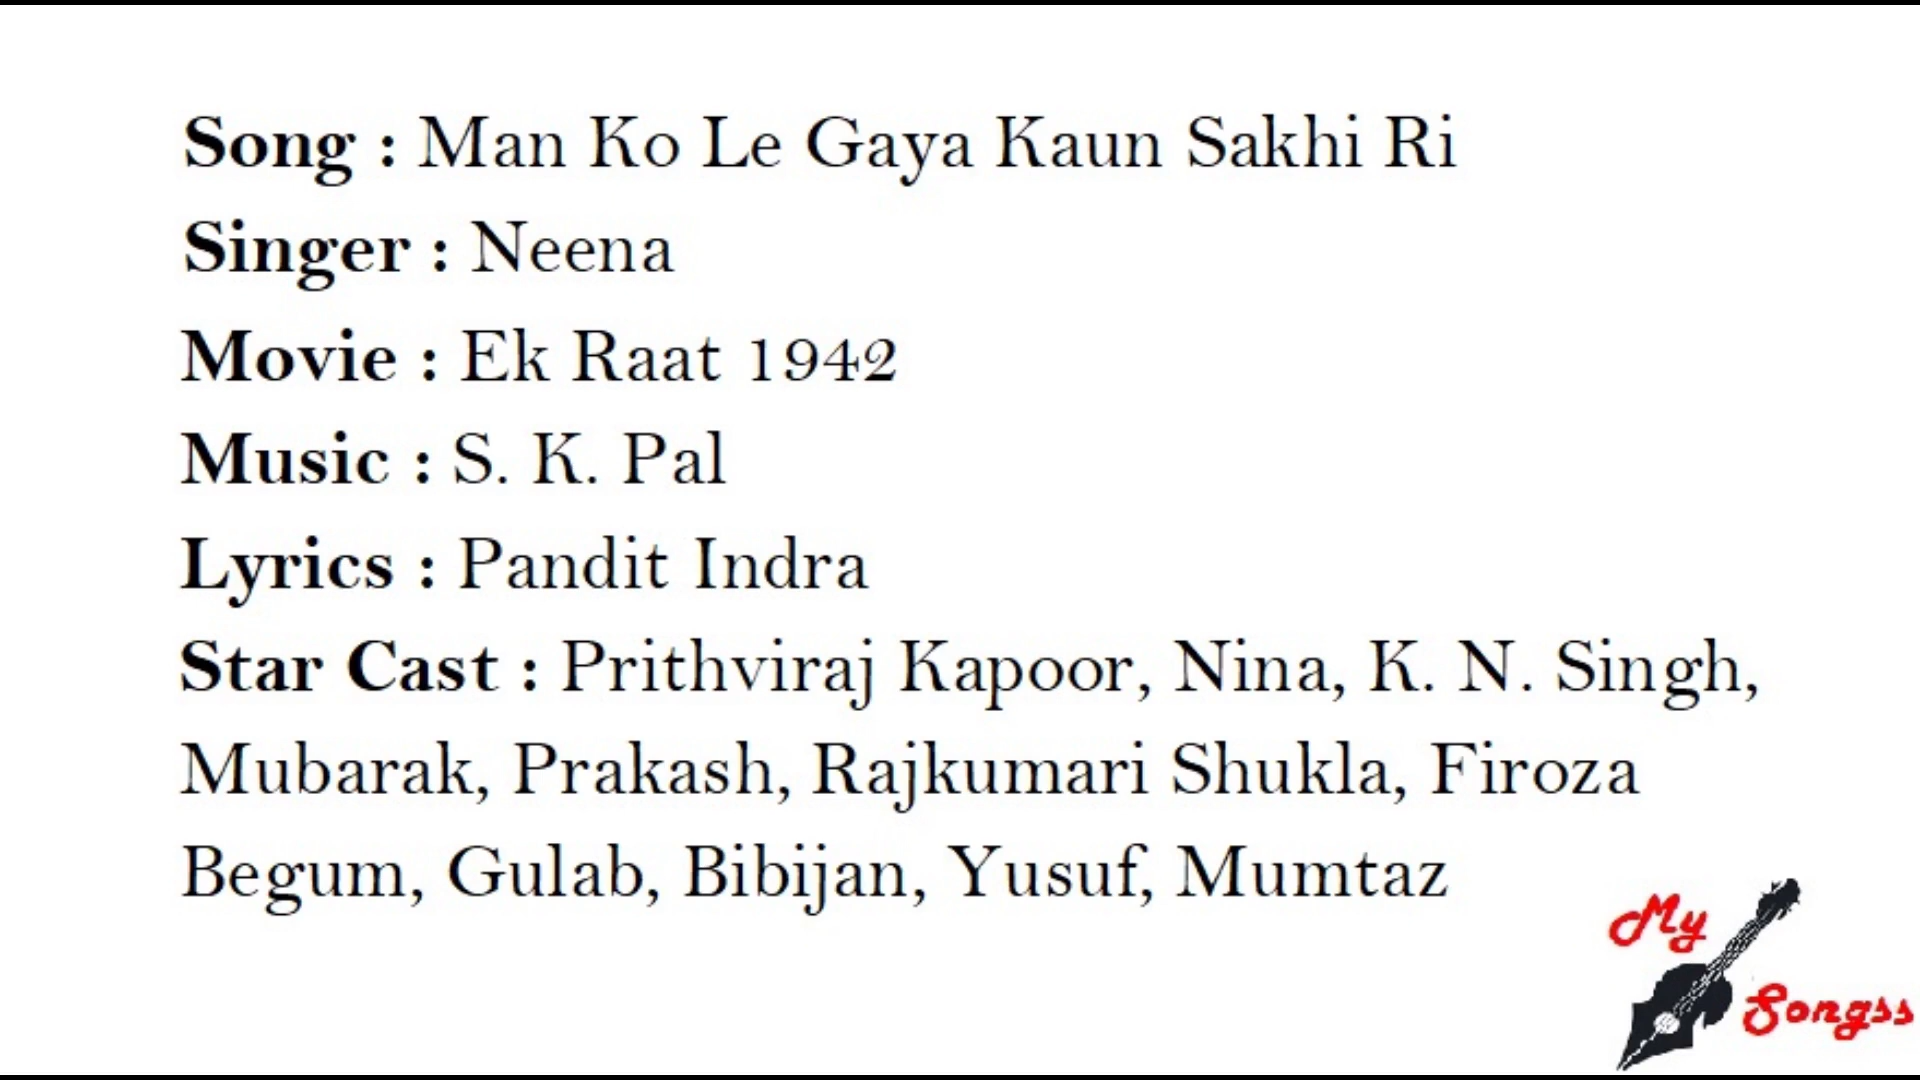 Song : Man Ko Le Gaya Kaun Sakhi Ri
Singer : Neena
Movie : Ek Raat 1942
Music : S. K. Pal
Lyrics : Pandit Indra
Star Cast : Prithviraj Kapoor, Nina, K. N. Singh,
Mubarak, Prakash, Rajkumari Shukla, Firoza
Begum, Gulab, Bibijan, Yusuf, Mumtaz
My
Songss